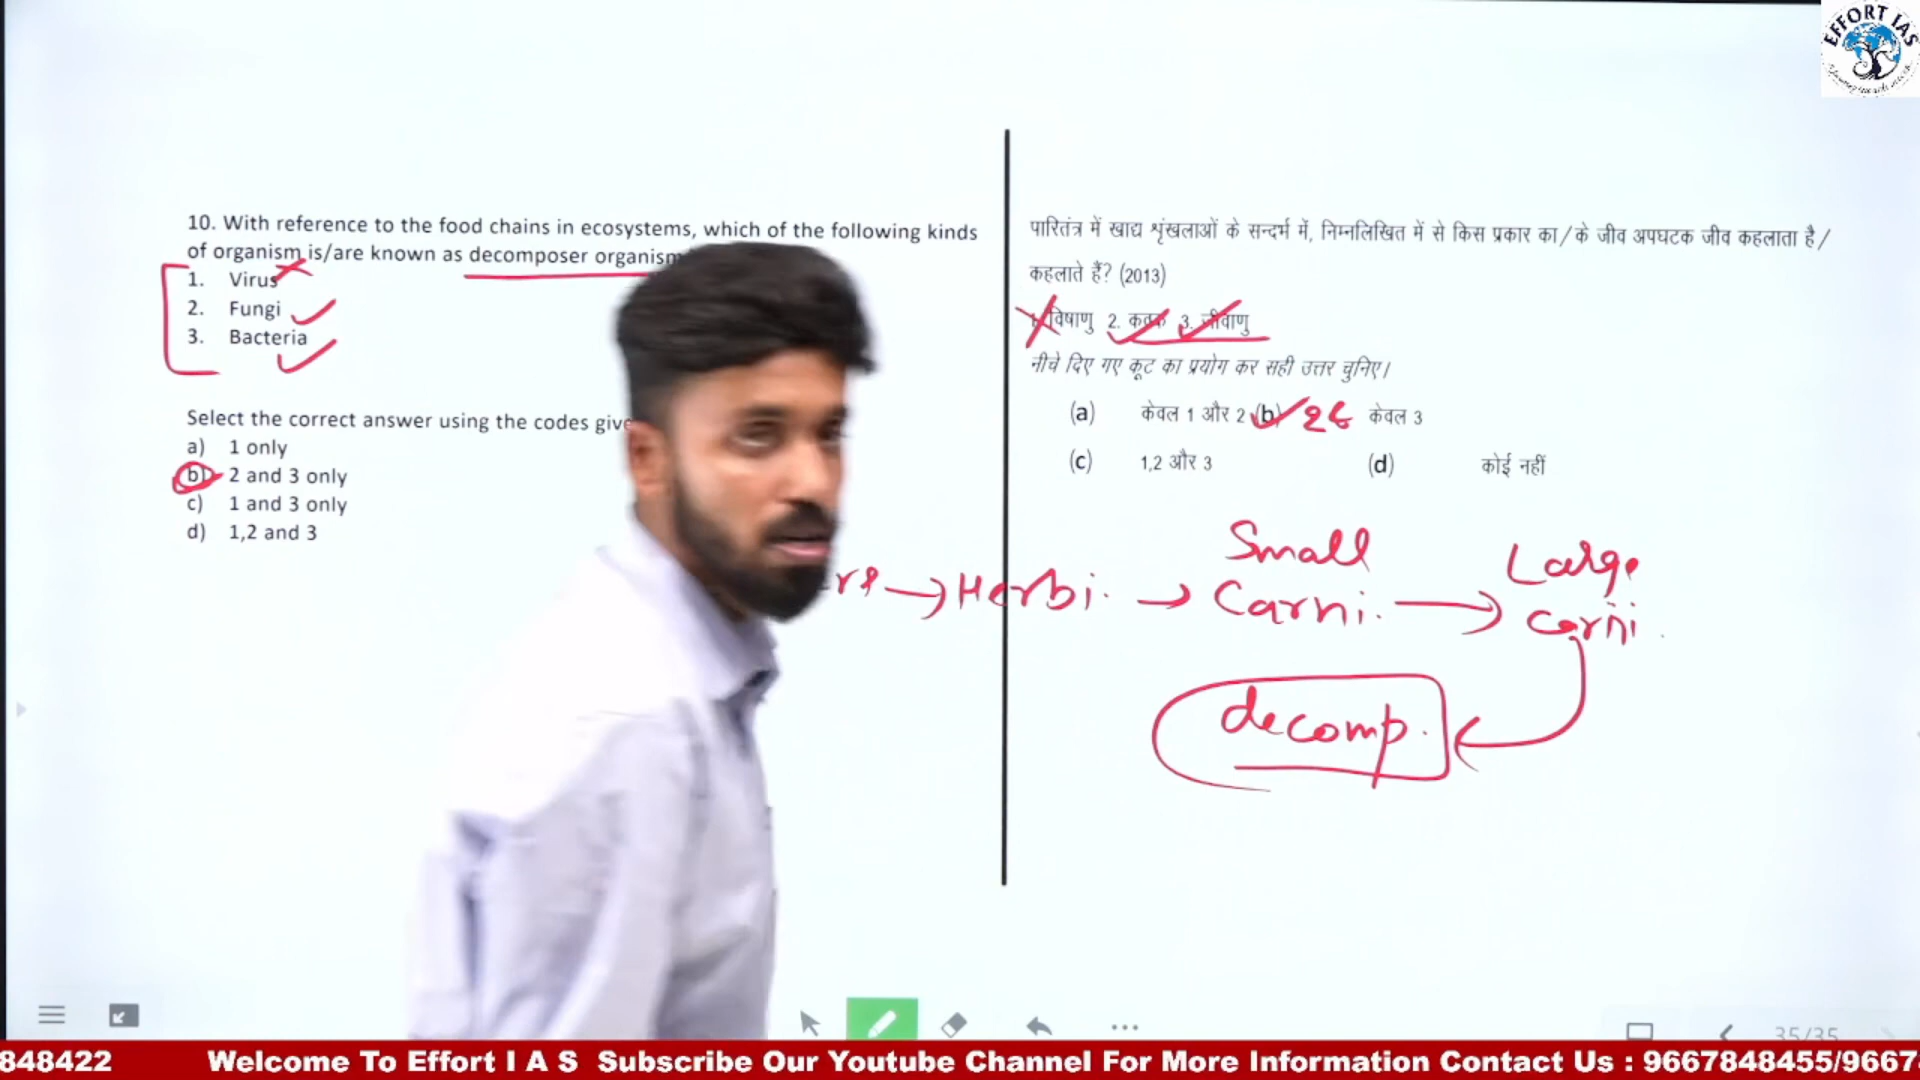 EFFORT IAS
10. With reference to the food chains in ecosystems, which of the following kinds
of organism is/are known as decomposer organism
1. Virus
2. Fungi
3. Bacteria
Select the correct answer using the codes give
a) 1 only
b) 2 and 3 only
c) 1 and 3 only
d) 1,2 and 3
पारितंत्र में खाद्य शृंखलाओं के सन्दर्भ में, निम्नलिखित में से किस प्रकार का/के जीव अपघटक जीव कहलाता है/
कहलाते हैं? (2013)
विषाणु 2. कवक 3. जीवाणु
नीचे दिए गए कूट का प्रयोग कर सही उत्तर चुनिए।
(a) केवल 1 और 2 (b) केवल 3
(c) 1,2 और 3 (d) कोई नहीं
Small Large
Herbi. → Carni. → Carni.
decomp.
35/35
848422 Welcome To Effort I A S Subscribe Our Youtube Channel For More Information Contact Us : 9667848455/9667